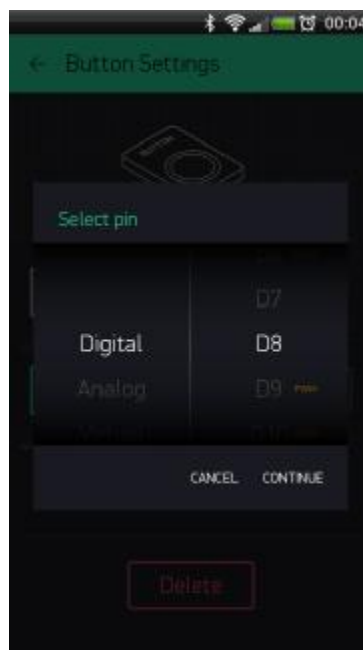 00:04
← Button Settings
Select pin
D7
Digital D8
Analog D9
CANCEL CONTINUE
Delete